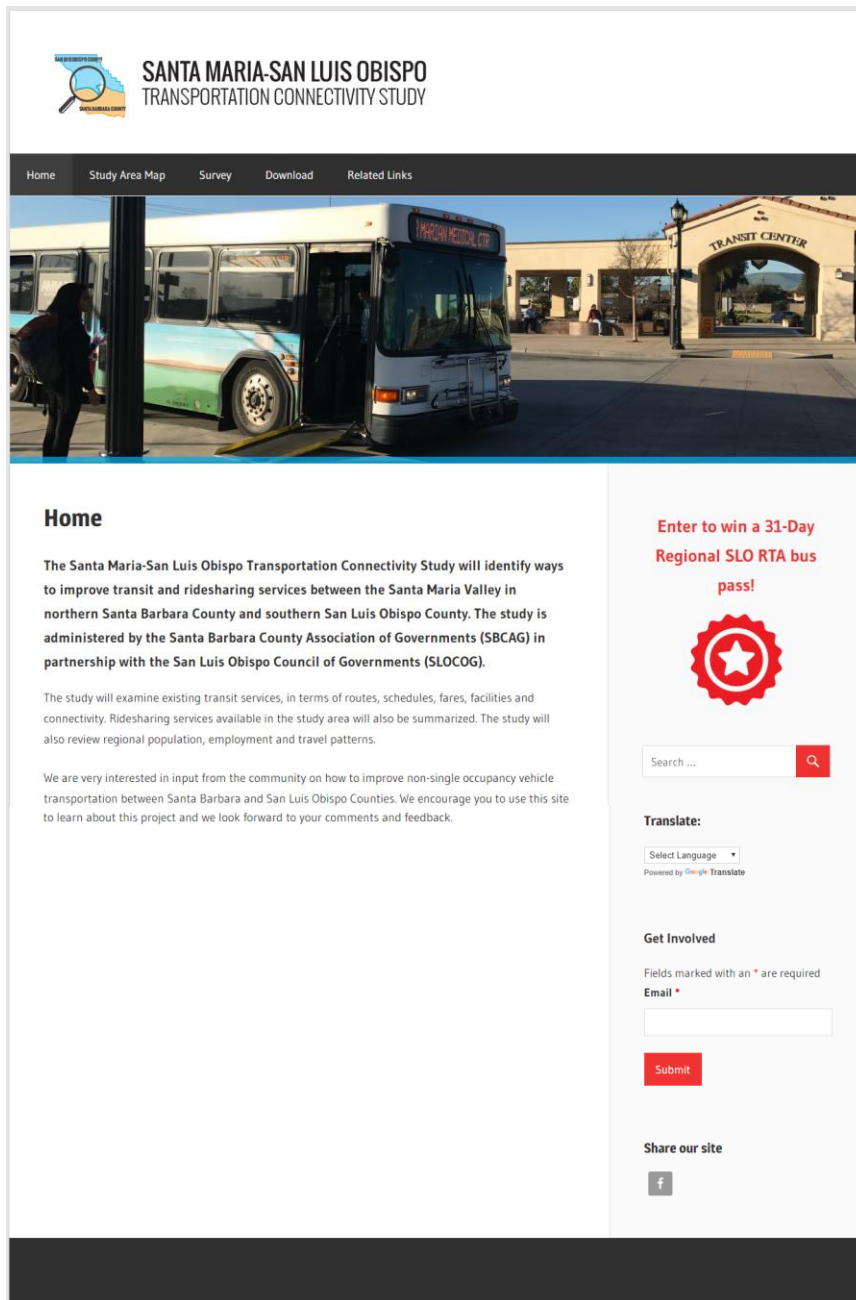 SAN LUIS OBISPO COUNTY
SANTA BARBARA COUNTY
SANTA MARIA-SAN LUIS OBISPO
TRANSPORTATION CONNECTIVITY STUDY
Home Study Area Map Survey Download Related Links
MARIAN MEDICAL CTR
TRANSIT CENTER
Home
The Santa Maria-San Luis Obispo Transportation Connectivity Study will identify ways
to improve transit and ridesharing services between the Santa Maria Valley in
northern Santa Barbara County and southern San Luis Obispo County. The study is
administered by the Santa Barbara County Association of Governments (SBCAG) in
partnership with the San Luis Obispo Council of Governments (SLOCOG).
The study will examine existing transit services, in terms of routes, schedules, fares, facilities and
connectivity. Ridesharing services available in the study area will also be summarized. The study will
also review regional population, employment and travel patterns.
We are very interested in input from the community on how to improve non-single occupancy vehicle
transportation between Santa Barbara and San Luis Obispo Counties. We encourage you to use this site
to learn about this project and we look forward to your comments and feedback.
Enter to win a 31-Day
Regional SLO RTA bus
pass!
Search ...
Translate:
Select Language
Powered by Google Translate
Get Involved
Fields marked with an * are required
Email *
Submit
Share our site
f